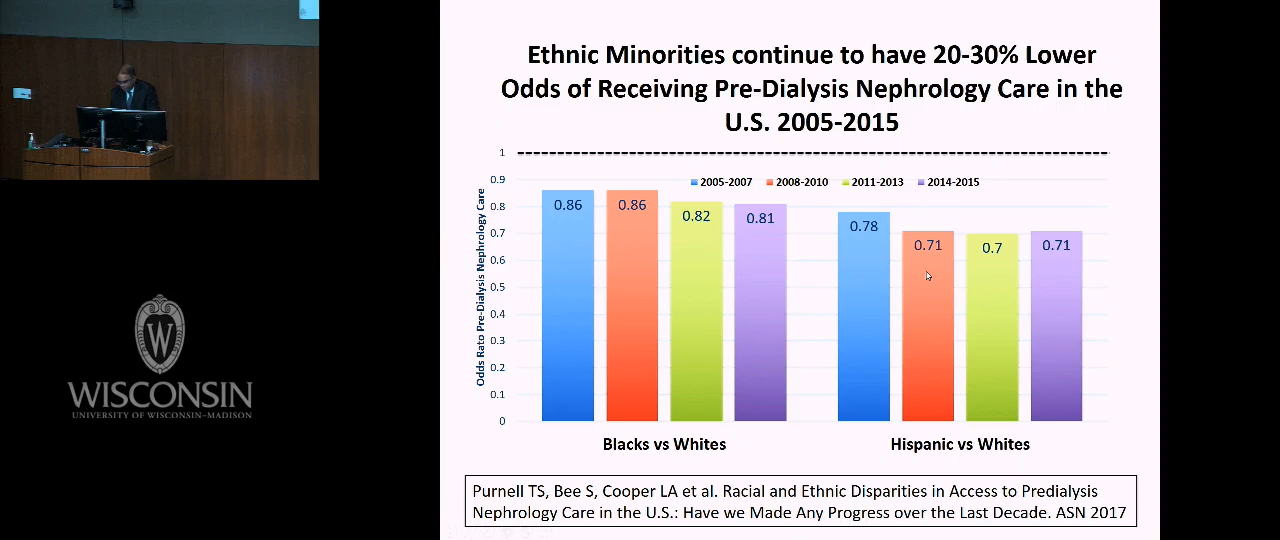 Ethnic Minorities continue to have 20-30% Lower
Odds of Receiving Pre-Dialysis Nephrology Care in the
U.S. 2005-2015
1
0.9
0.8
0.7
0.6
0.5
0.4
0.3
0.2
0.1
0
Odds Rato Pre-Dialysis Nephrology Care
2005-2007 2008-2010 2011-2013 2014-2015
0.86 0.86 0.82 0.81 0.78 0.71 0.7 0.71
Blacks vs Whites Hispanic vs Whites
Purnell TS, Bee S, Cooper LA et al. Racial and Ethnic Disparities in Access to Predialysis
Nephrology Care in the U.S.: Have we Made Any Progress over the Last Decade. ASN 2017
W
WISCONSIN
UNIVERSITY OF WISCONSIN–MADISON